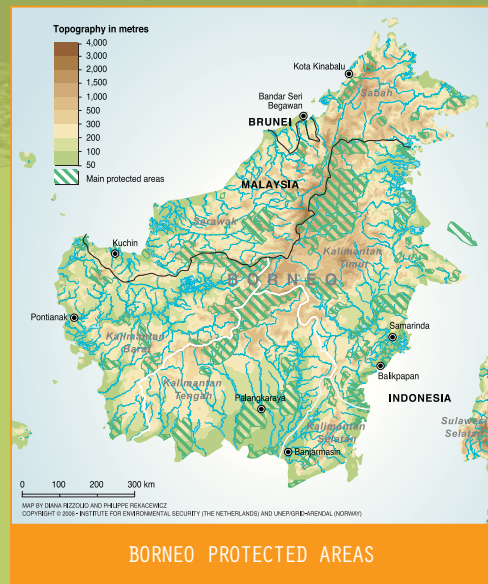 Topography in metres
4,000
3,000
2,000
1,500
1,000
500
300
200
100
50
Main protected areas
Kota Kinabalu
Sabah
Bandar Seri
Begawan
BRUNEI
MALAYSIA
Sarawak
Kuchin
Kalimantan
Timur
BORNEO
Pontianak
Samarinda
Kalimantan
Barat
Balikpapan
Kalimantan
Tengah
Palangkaraya
INDONESIA
Kalimantan
Selatan
Sulawesi
Selatan
Banjarmasin
0 100 200 300 km
MAP BY DIANA RIZZOLIO AND PHILIPPE REKACEWICZ
COPYRIGHT © 2006 - INSTITUTE FOR ENVIRONMENTAL SECURITY (THE NETHERLANDS) AND UNEP/GRID-ARENDAL (NORWAY)
BORNEO PROTECTED AREAS